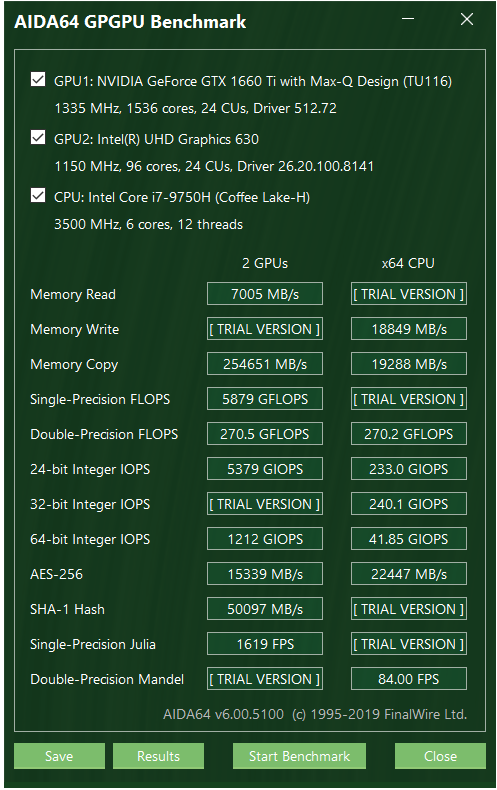 AIDA64 GPGPU Benchmark
GPU1: NVIDIA GeForce GTX 1660 Ti with Max-Q Design (TU116)
1335 MHz, 1536 cores, 24 CUs, Driver 512.72
GPU2: Intel(R) UHD Graphics 630
1150 MHz, 96 cores, 24 CUs, Driver 26.20.100.8141
CPU: Intel Core i7-9750H (Coffee Lake-H)
3500 MHz, 6 cores, 12 threads
2 GPUs x64 CPU
Memory Read 7005 MB/s [ TRIAL VERSION ]
Memory Write [ TRIAL VERSION ] 18849 MB/s
Memory Copy 254651 MB/s 19288 MB/s
Single-Precision FLOPS 5879 GFLOPS [ TRIAL VERSION ]
Double-Precision FLOPS 270.5 GFLOPS 270.2 GFLOPS
24-bit Integer IOPS 5379 GIOPS 233.0 GIOPS
32-bit Integer IOPS [ TRIAL VERSION ] 240.1 GIOPS
64-bit Integer IOPS 1212 GIOPS 41.85 GIOPS
AES-256 15339 MB/s 22447 MB/s
SHA-1 Hash 50097 MB/s [ TRIAL VERSION ]
Single-Precision Julia 1619 FPS [ TRIAL VERSION ]
Double-Precision Mandel [ TRIAL VERSION ] 84.00 FPS
AIDA64 v6.00.5100 (c) 1995-2019 FinalWire Ltd.
Save Results Start Benchmark Close